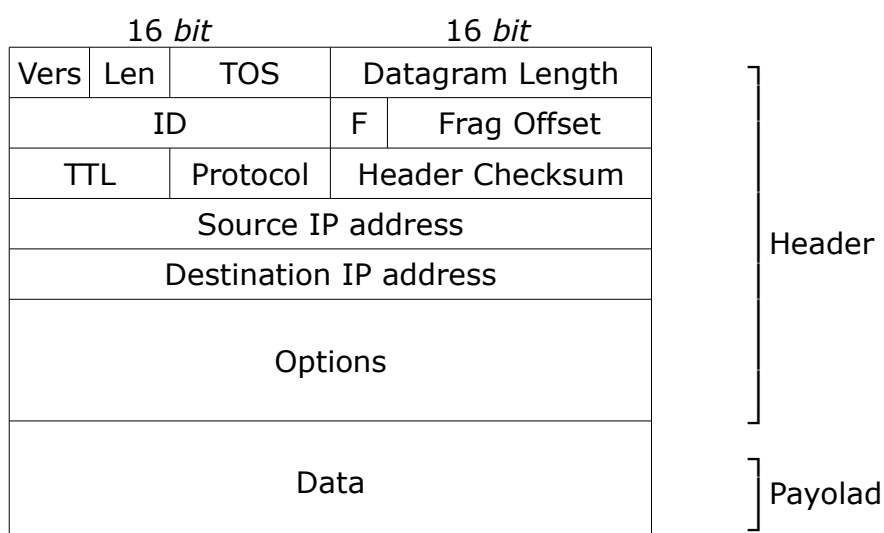 16 bit 16 bit
Vers Len TOS Datagram Length
ID F Frag Offset
TTL Protocol Header Checksum
Source IP address
Destination IP address
Header
Options
Data
Payolad